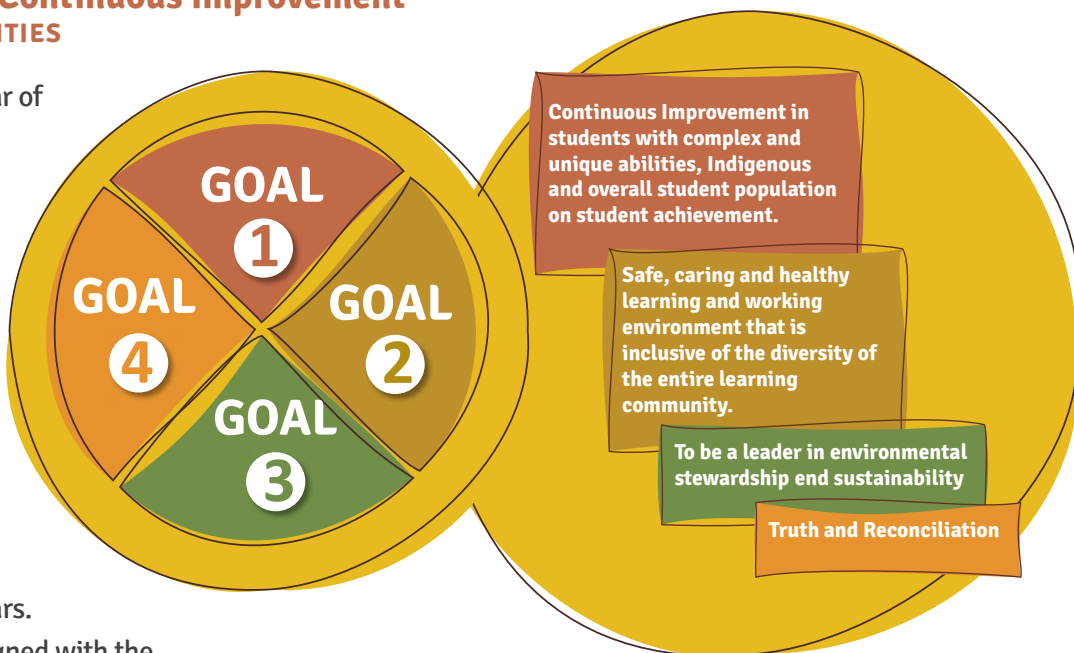 Continuous Improvement
ITIES
ar of
GOAL
1
GOAL
2
GOAL
3
GOAL
4
Continuous Improvement in
students with complex and
unique abilities, Indigenous
and overall student population
on student achievement.
Safe, caring and healthy
learning and working
environment that is
inclusive of the diversity of
the entire learning
community.
To be a leader in environmental
stewardship end sustainability
Truth and Reconciliation
ars.
gned with the